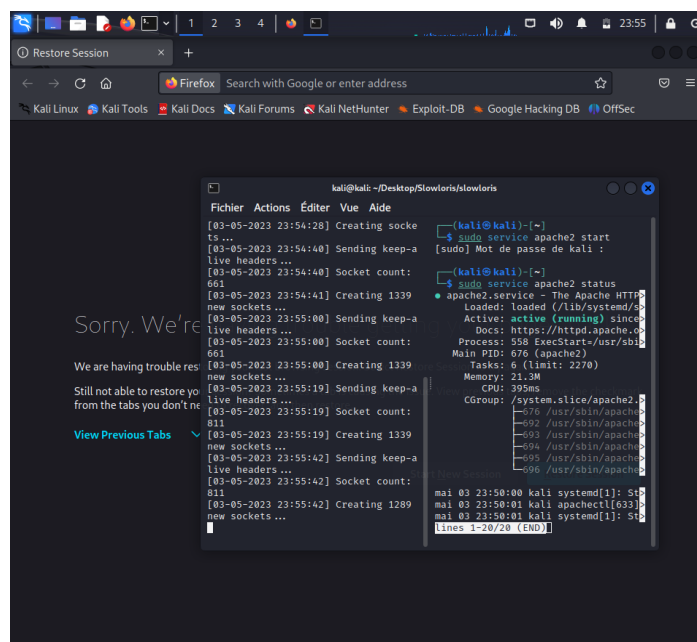 1 2 3 4
23:55
Restore Session
Firefox Search with Google or enter address
Kali Linux Kali Tools Kali Docs Kali Forums Kali NetHunter Exploit-DB Google Hacking DB OffSec
kali@kali: ~/Desktop/Slowloris/slowloris
Fichier Actions Éditer Vue Aide
[03-05-2023 23:54:28] Creating socke
ts...
[03-05-2023 23:54:40] Sending keep-a
live headers...
[03-05-2023 23:54:40] Socket count:
661
[03-05-2023 23:54:41] Creating 1339
new sockets...
[03-05-2023 23:55:00] Sending keep-a
live headers...
[03-05-2023 23:55:00] Socket count:
661
[03-05-2023 23:55:00] Creating 1339
new sockets...
[03-05-2023 23:55:19] Sending keep-a
live headers...
[03-05-2023 23:55:19] Socket count:
811
[03-05-2023 23:55:19] Creating 1339
new sockets...
[03-05-2023 23:55:42] Sending keep-a
live headers...
[03-05-2023 23:55:42] Socket count:
811
[03-05-2023 23:55:42] Creating 1289
new sockets...
(kali㉿kali)-[~]
$ sudo service apache2 start
[sudo] Mot de passe de kali :
(kali㉿kali)-[~]
$ sudo service apache2 status
● apache2.service - The Apache HTTP>
Loaded: loaded (/lib/systemd/s>
Active: active (running) since>
Docs: https://httpd.apache.o>
Process: 558 ExecStart=/usr/sbi>
Main PID: 676 (apache2)
Tasks: 6 (limit: 2270)
Memory: 21.3M
CPU: 395ms
CGroup: /system.slice/apache2.>
├─676 /usr/sbin/apache>
├─692 /usr/sbin/apache>
├─693 /usr/sbin/apache>
├─694 /usr/sbin/apache>
├─695 /usr/sbin/apache>
└─696 /usr/sbin/apache>
mai 03 23:50:00 kali systemd[1]: St>
mai 03 23:50:01 kali apachectl[633]>
mai 03 23:50:01 kali systemd[1]: St>
lines 1-20/20 (END)
Sorry. We're
We are having trouble res
Still not able to restore yo
from the tabs you don't ne
View Previous Tabs
Start New Session